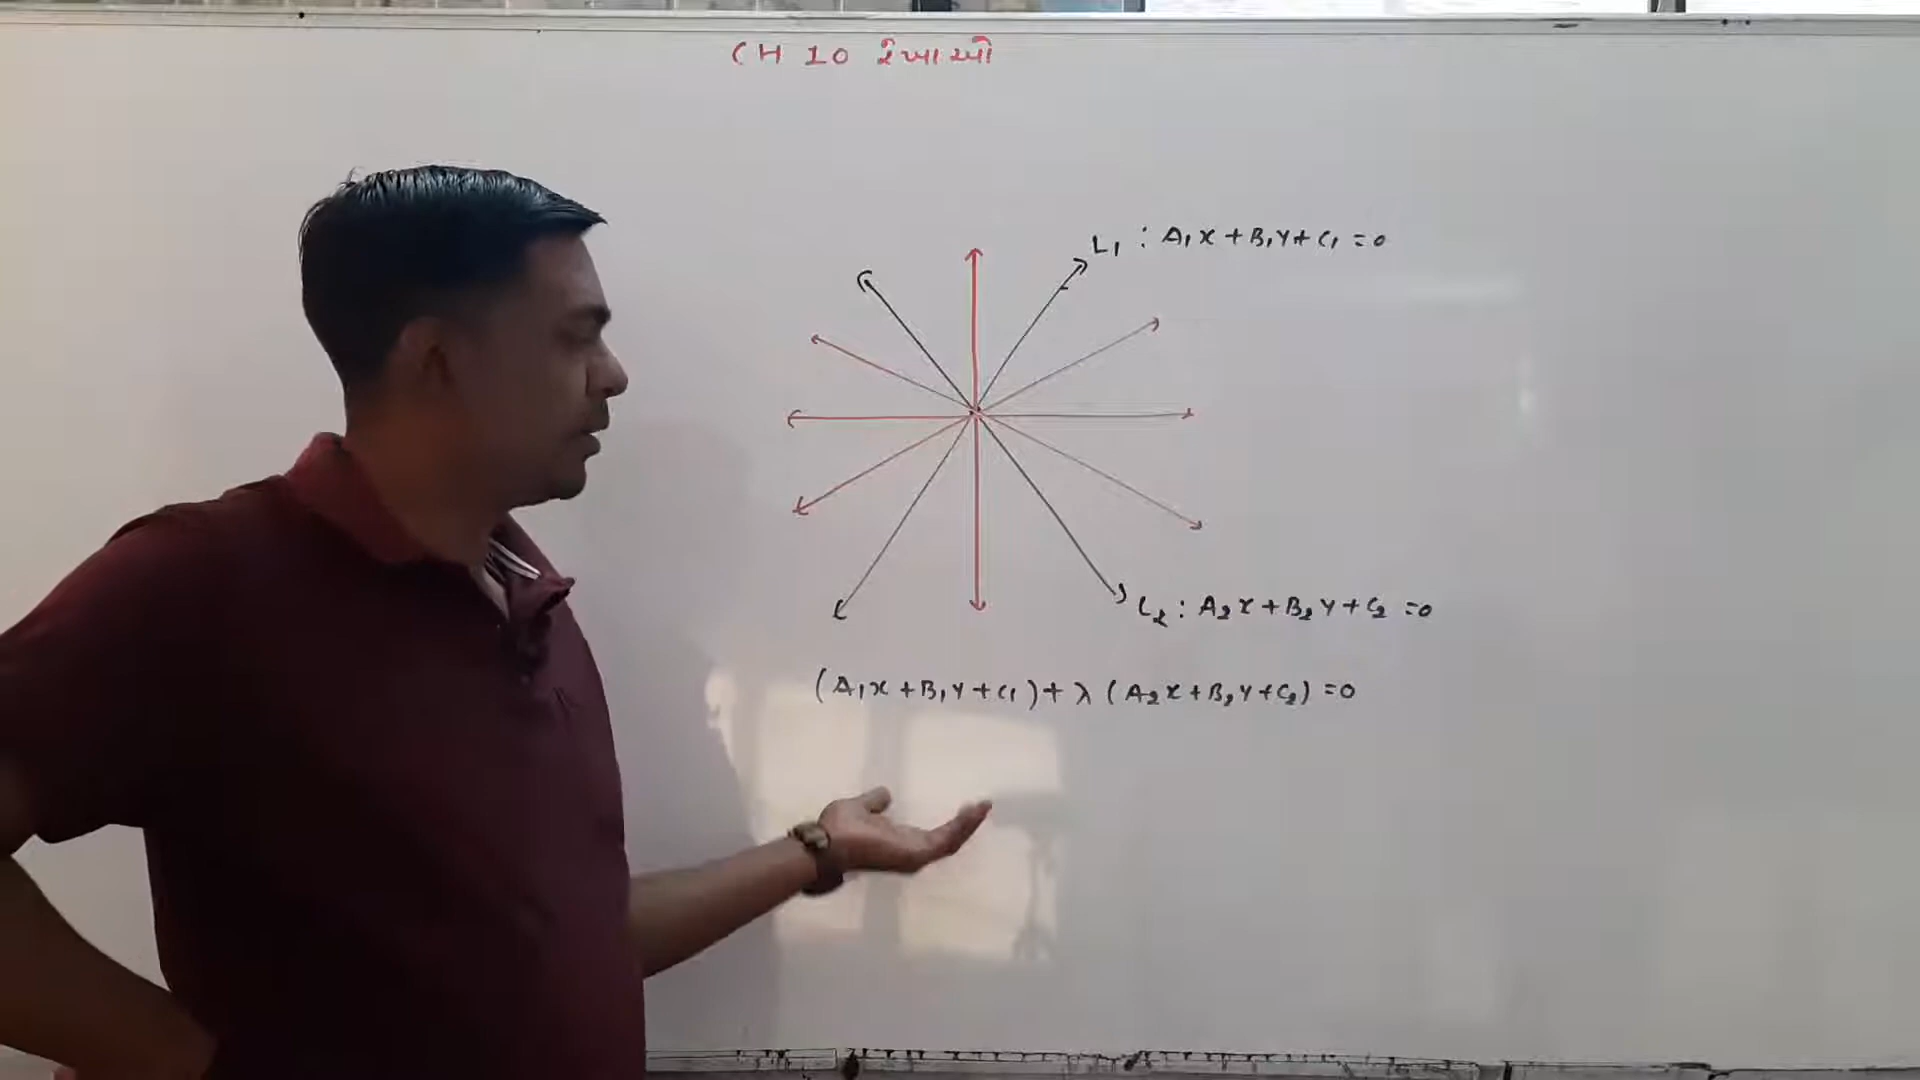 CH 10 રેખાઓ
L₁ : A₁x + B₁y + C₁ = 0
L₂ : A₂x + B₂y + C₂ = 0
(A₁x + B₁y + C₁) + λ (A₂x + B₂y + C₂) = 0